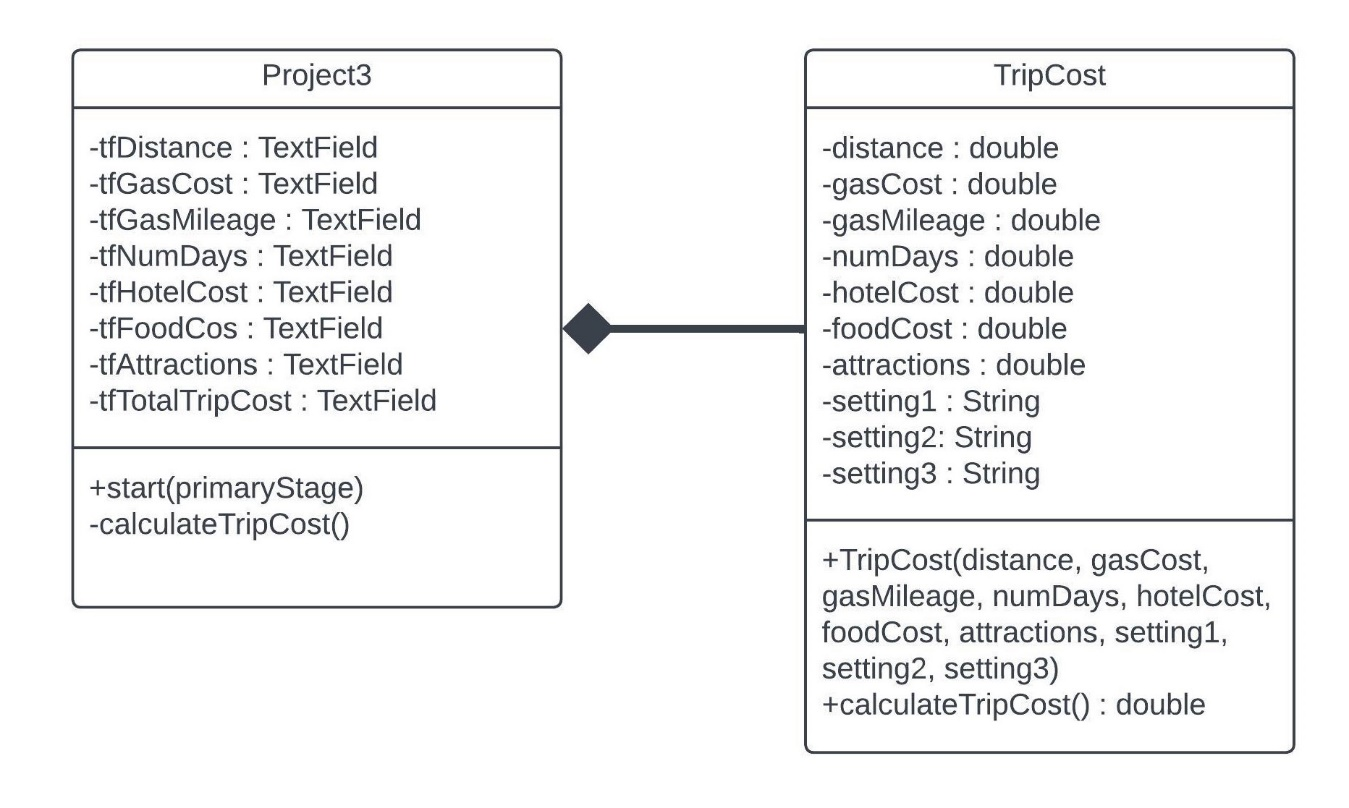 Project3
-tfDistance : TextField
-tfGasCost : TextField
-tfGasMileage : TextField
-tfNumDays : TextField
-tfHotelCost : TextField
-tfFoodCos : TextField
-tfAttractions : TextField
-tfTotalTripCost : TextField
+start(primaryStage)
-calculateTripCost()
TripCost
-distance : double
-gasCost : double
-gasMileage : double
-numDays : double
-hotelCost : double
-foodCost : double
-attractions : double
-setting1 : String
-setting2: String
-setting3 : String
+TripCost(distance, gasCost,
gasMileage, numDays, hotelCost,
foodCost, attractions, setting1,
setting2, setting3)
+calculateTripCost() : double